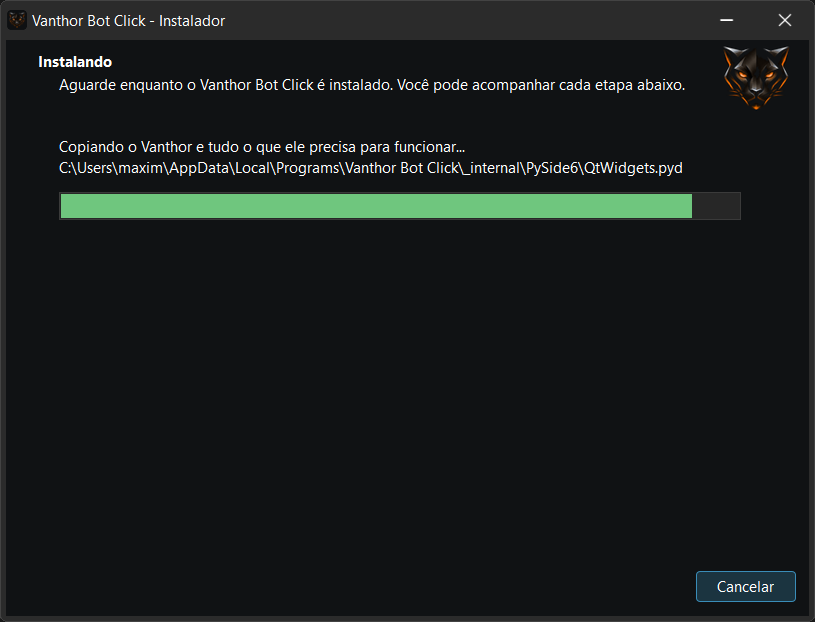 Vanthor Bot Click - Instalador
Instalando
Aguarde enquanto o Vanthor Bot Click é instalado. Você pode acompanhar cada etapa abaixo.
Copiando o Vanthor e tudo o que ele precisa para funcionar...
C:\Users\maxim\AppData\Local\Programs\Vanthor Bot Click\_internal\PySide6\QtWidgets.pyd
Cancelar